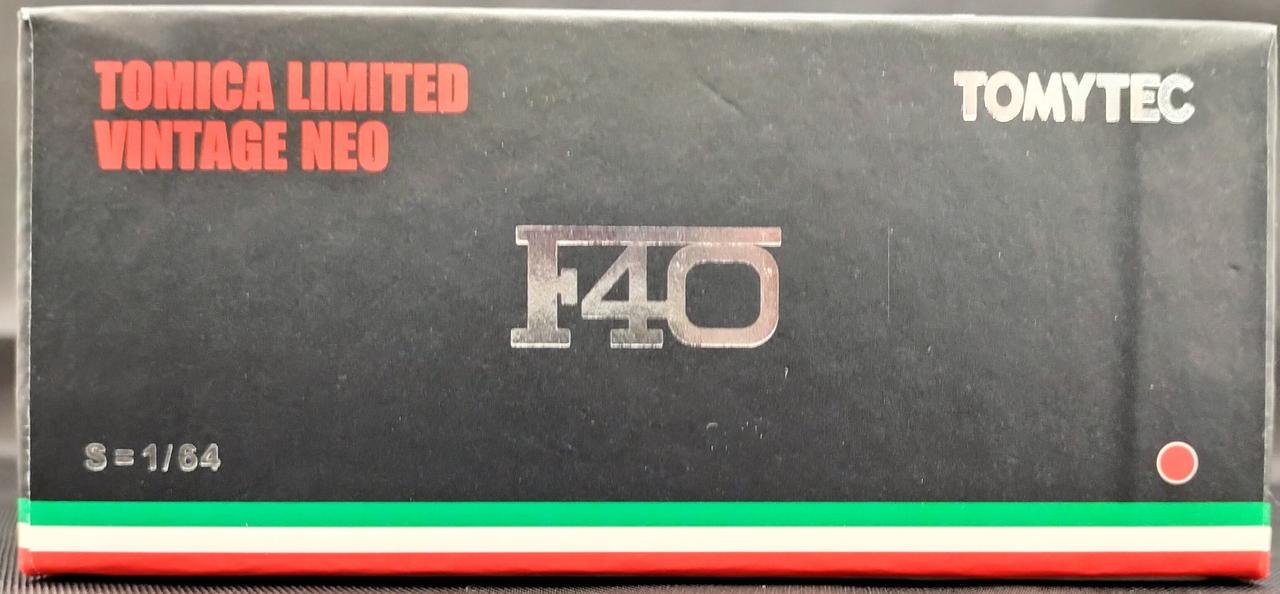 TOMICA LIMITED
VINTAGE NEO
TOMYTEC
F40
S=1/64